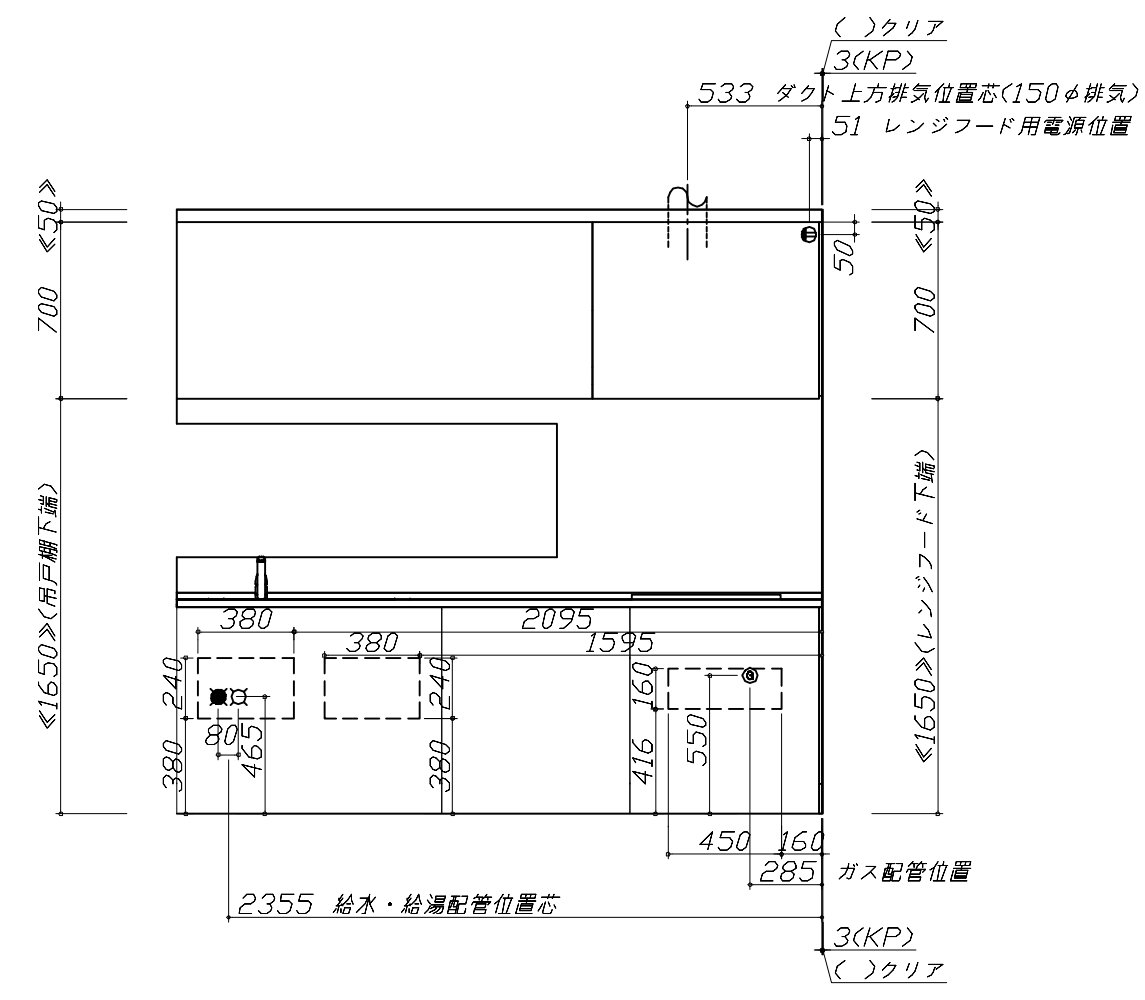 ( )クリア
3(KP)
533 ダクト上方排気位置芯(150φ排気)
51 レンジフード用電源位置
≪50≫
≪50≫
50
700
700
≪1650≫(吊戸棚下端)
≪1650≫(レンジフード下端)
380
2095
380
1595
240
240
160
80
465
380
380
416
550
450
160
285 ガス配管位置
2355 給水・給湯配管位置芯
3(KP)
( )クリア